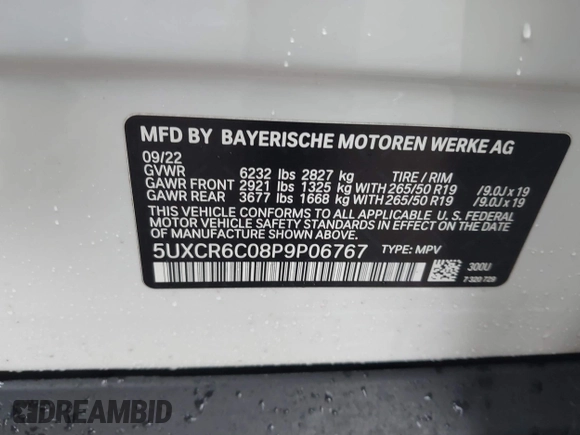 MFD BY BAYERISCHE MOTOREN WERKE AG
09/22
GVWR 6232 lbs 2827 kg TIRE / RIM
GAWR FRONT 2921 lbs 1325 kg WITH 265/50 R19 / 9.0J x 19
GAWR REAR 3677 lbs 1668 kg WITH 265/50 R19 / 9.0J x 19
THIS VEHICLE CONFORMS TO ALL APPLICABLE U.S. FEDERAL
MOTOR VEHICLE SAFETY STANDARDS IN EFFECT ON THE DATE
OF MANUFACTURE SHOWN ABOVE.
5UXCR6C08P9P06767 TYPE: MPV
300U
7 320 729
DREAMBID